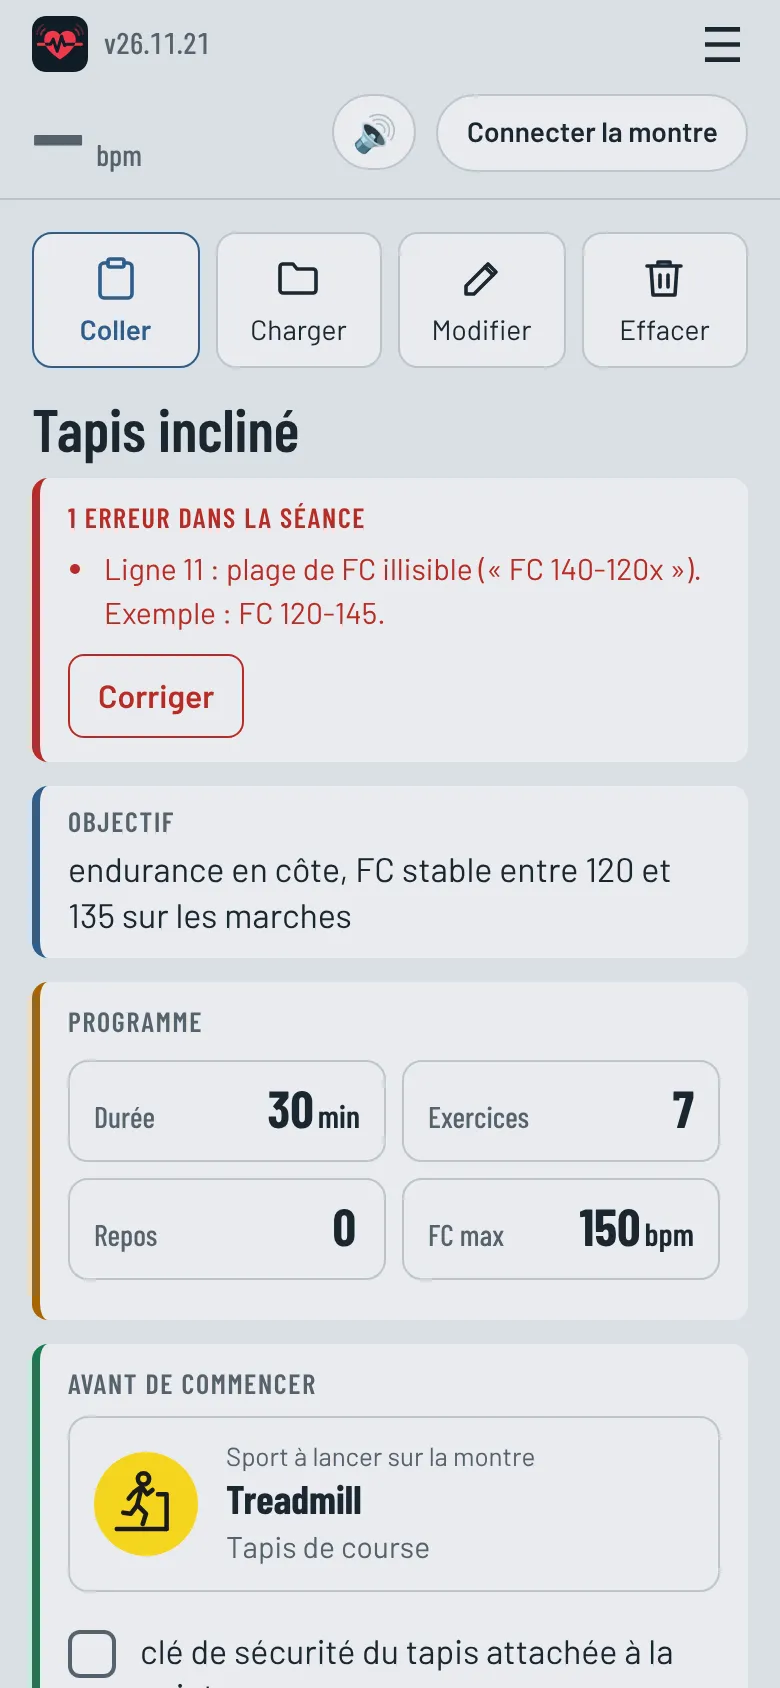 v26.11.21
bpm
Connecter la montre
Coller
Charger
Modifier
Effacer
Tapis incliné
1 ERREUR DANS LA SÉANCE
Ligne 11 : plage de FC illisible (« FC 140-120x »).
Exemple : FC 120-145.
Corriger
OBJECTIF
endurance en côte, FC stable entre 120 et
135 sur les marches
PROGRAMME
Durée 30 min
Exercices 7
Repos 0
FC max 150 bpm
AVANT DE COMMENCER
Sport à lancer sur la montre
Treadmill
Tapis de course
clé de sécurité du tapis attachée à la